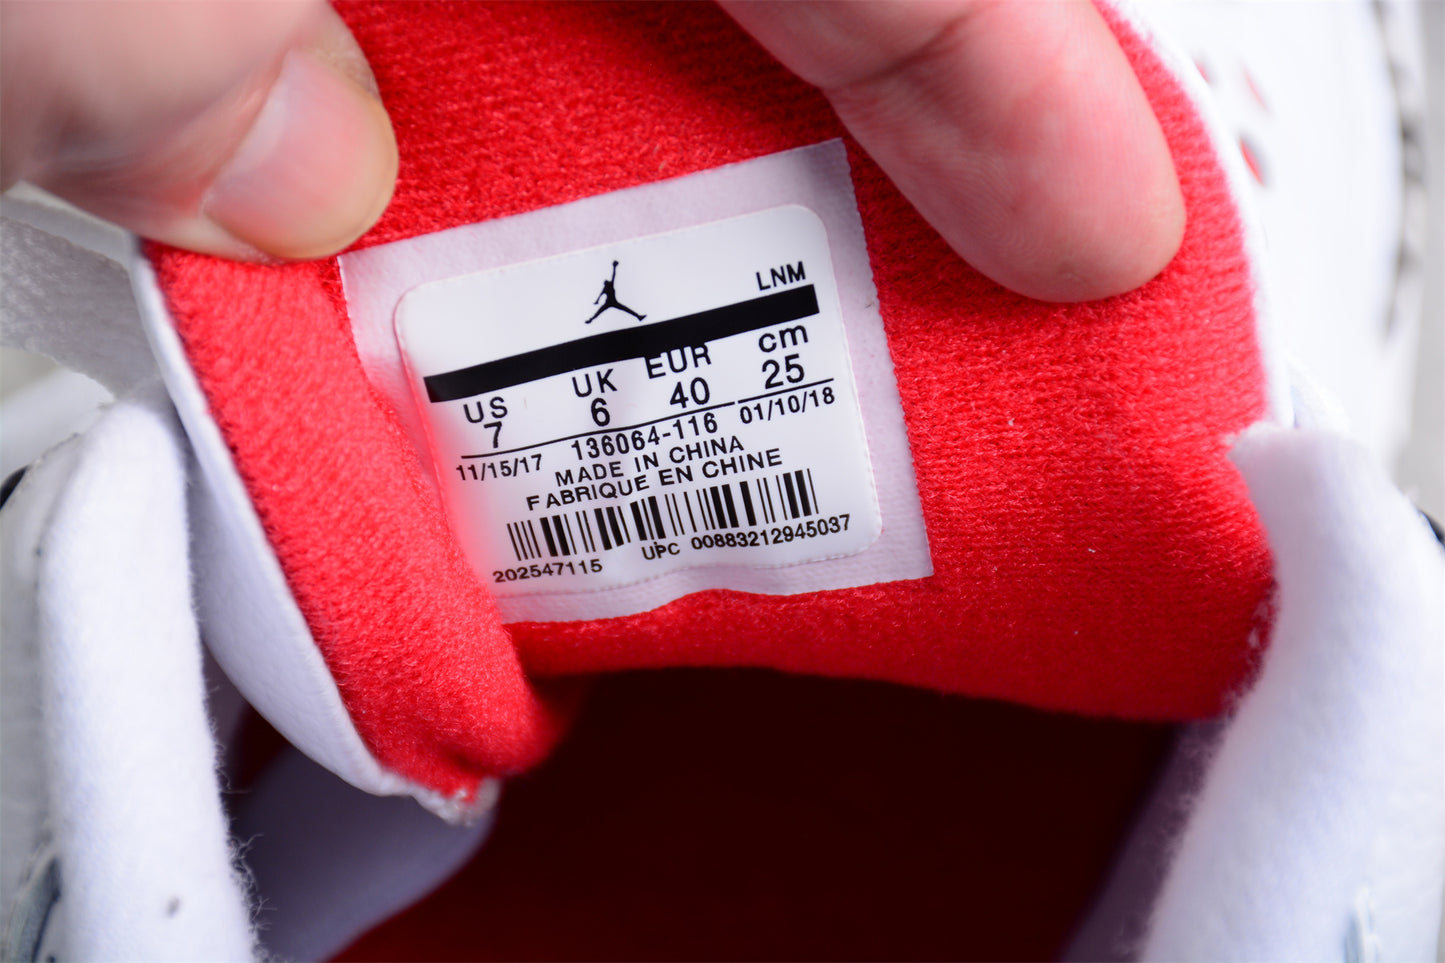 LNM
US UK EUR cm
7 6 40 25
11/15/17 136064-116 01/10/18
MADE IN CHINA
FABRIQUE EN CHINE
202547115 UPC 00883212945037